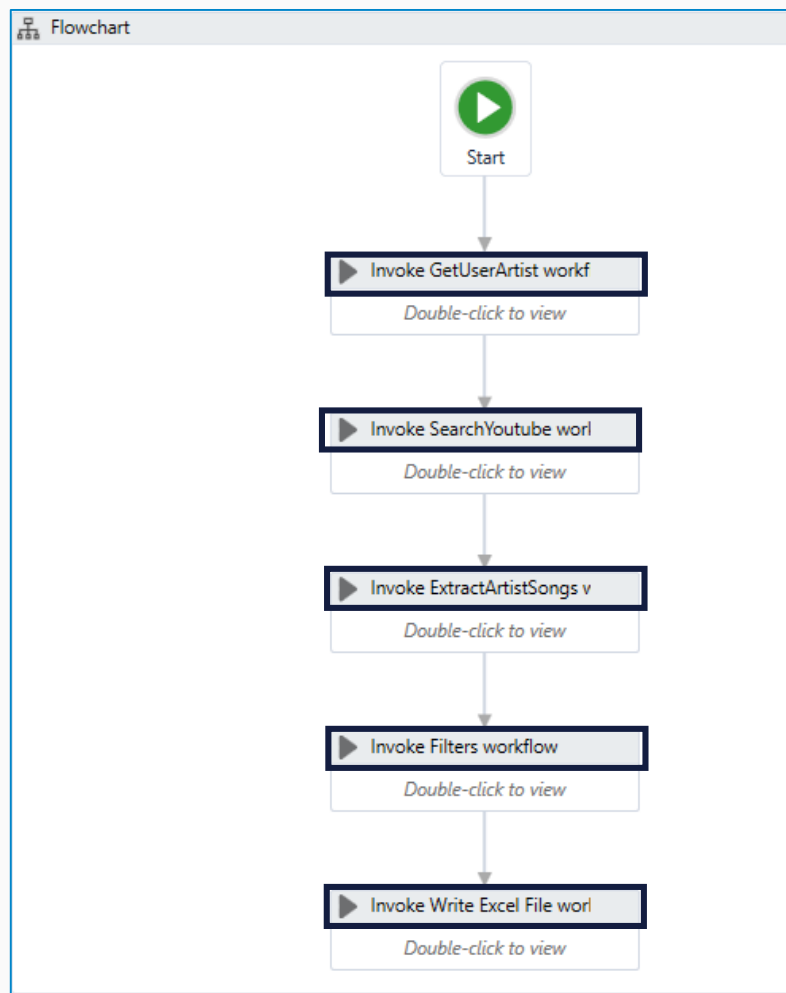 Flowchart
Start
Invoke GetUserArtist workf
Double-click to view
Invoke SearchYoutube worl
Double-click to view
Invoke ExtractArtistSongs v
Double-click to view
Invoke Filters workflow
Double-click to view
Invoke Write Excel File worl
Double-click to view